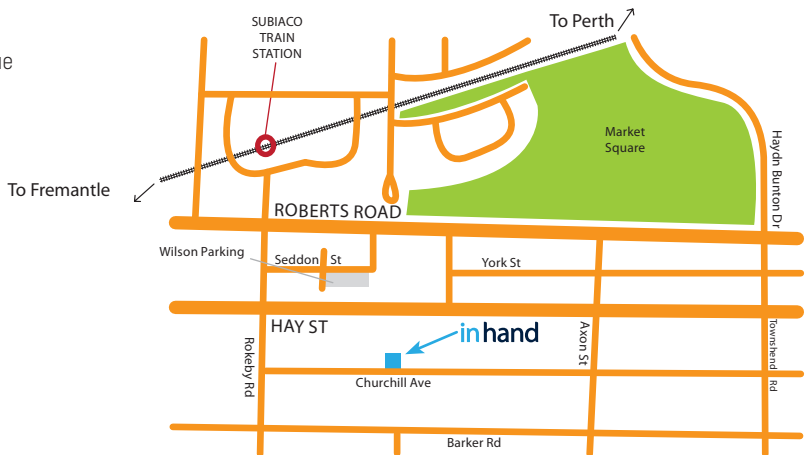 To Perth
SUBIACO
TRAIN
STATION
ue
Market
Square
Haydn Bunton Dr
To Fremantle
ROBERTS ROAD
Wilson Parking
Seddon St
York St
HAY ST
inhand
Axon St
Townshend Rd
Rokeby Rd
Churchill Ave
Barker Rd